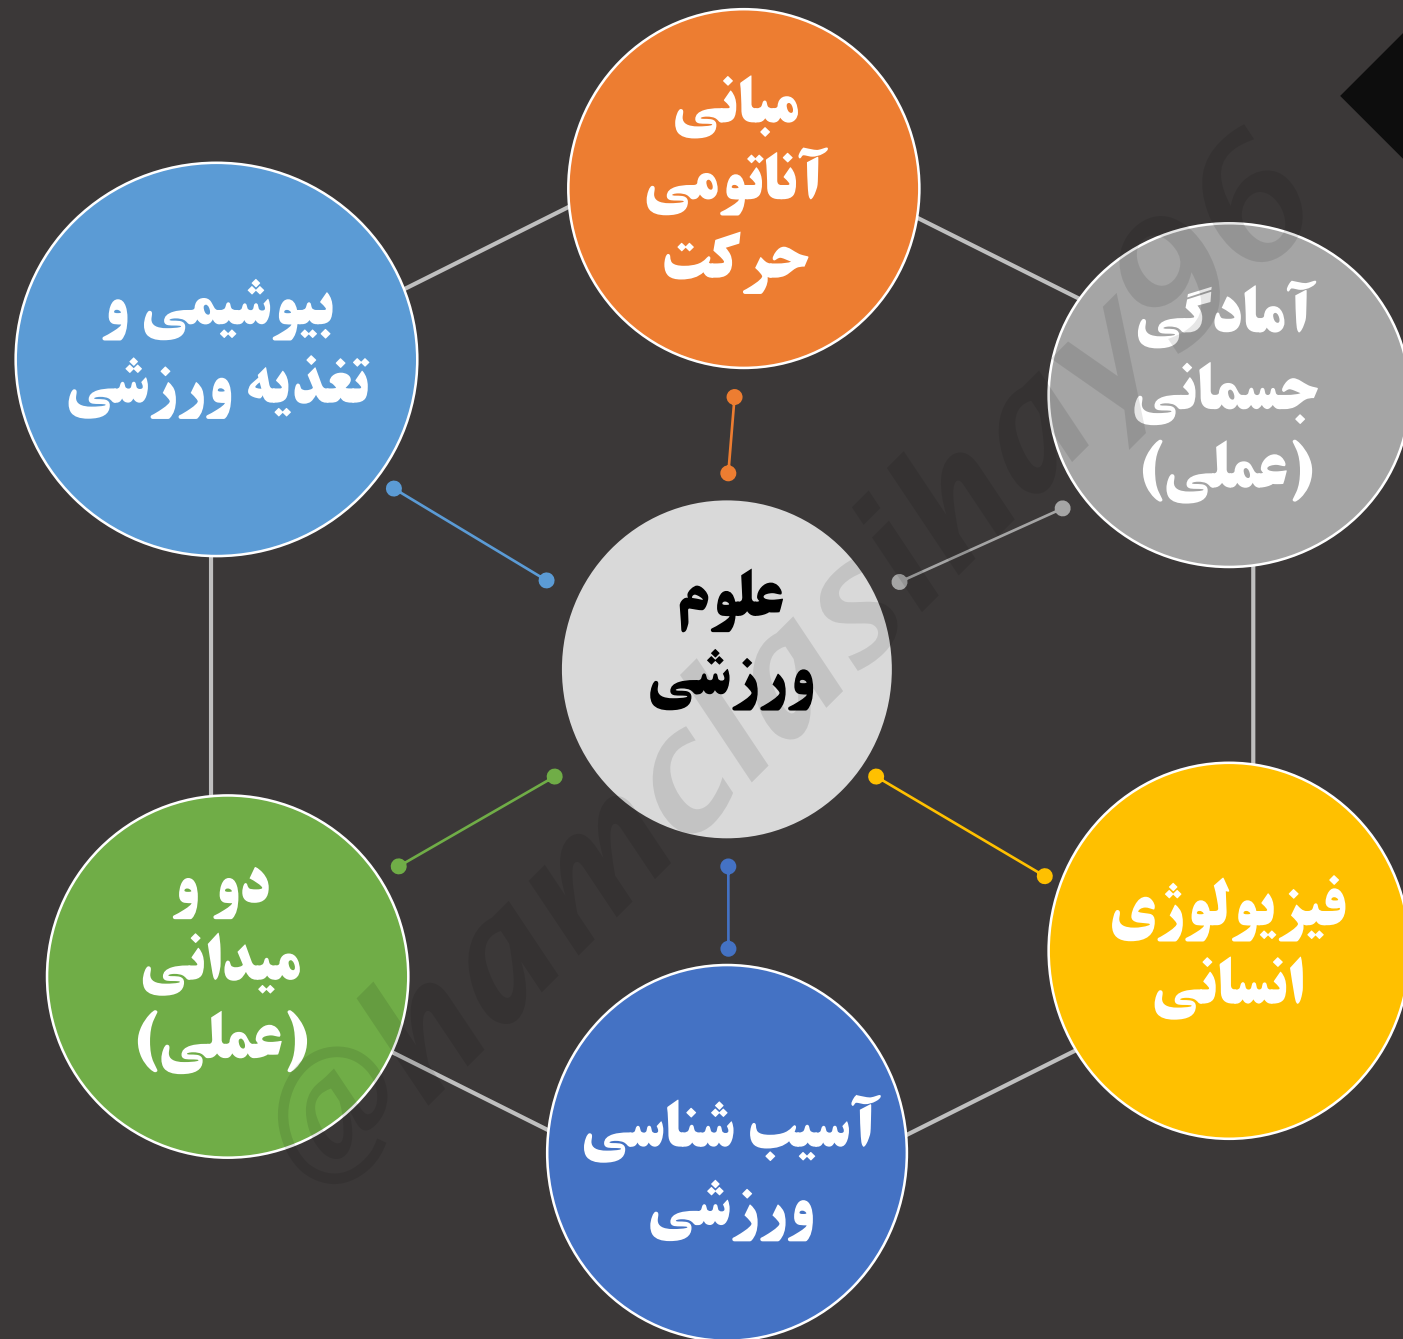 مبانی
آناتومی
حرکت
آمادگی
جسمانی
(عملی)
فیزیولوژی
انسانی
آسیب شناسی
ورزشی
دو و
میدانی
(عملی)
بیوشیمی و
تغذیه ورزشی
علوم
ورزشی
@hamclasihay96